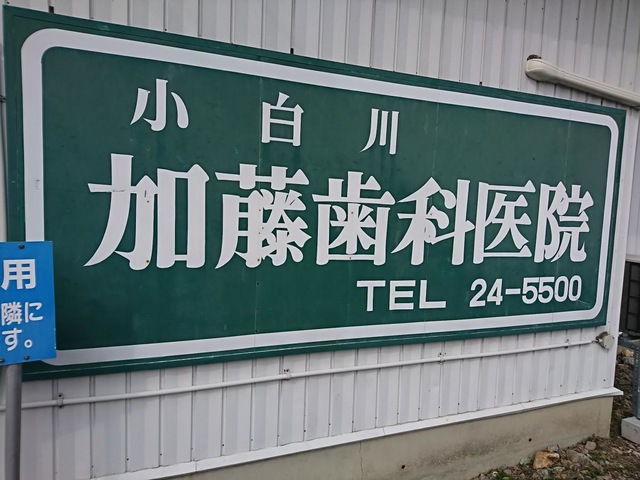 小白川
加藤歯科医院
TEL 24-5500
用
隣に
す。